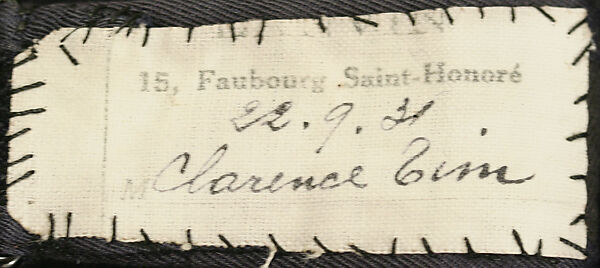 15, Faubourg Saint-Honoré
22.9.31
M Clarence